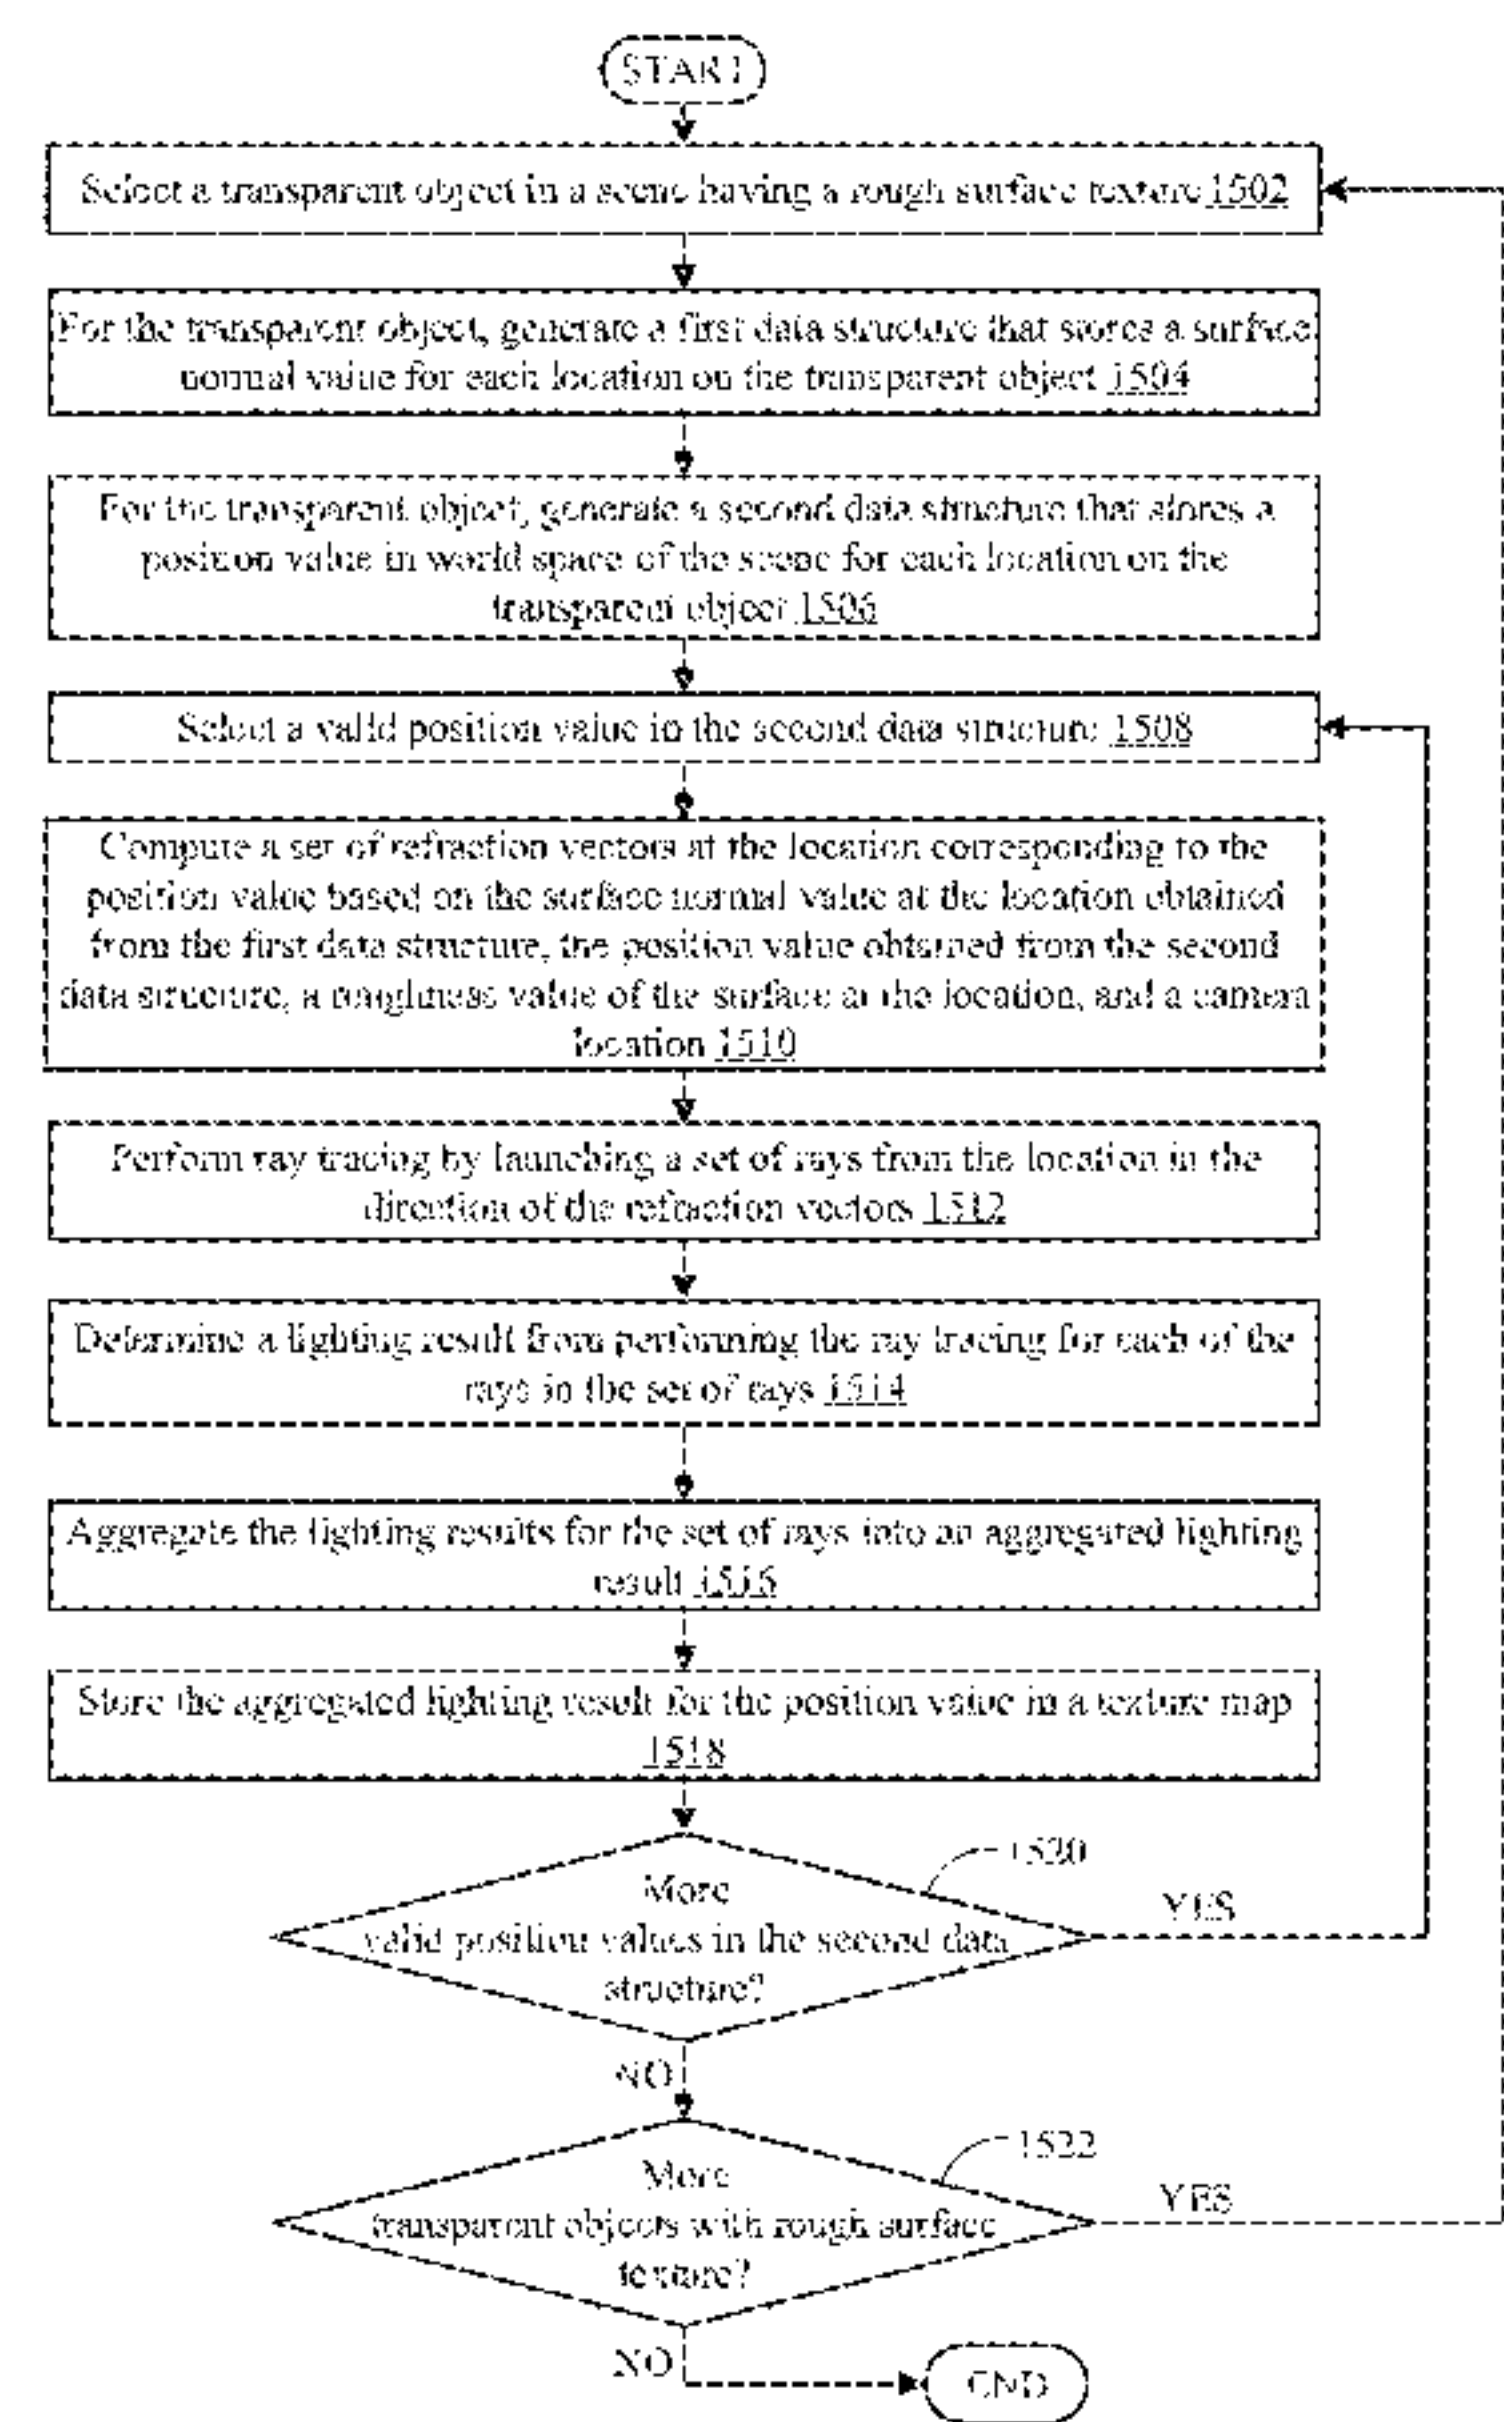 START
Select a transparent object in a scene having a rough surface texture 1502
For the transparent object, generate a first data structure that stores a surface
normal value for each location on the transparent object 1504
For the transparent object, generate a second data structure that stores a
position value in world space of the scene for each location on the
transparent object 1506
Select a valid position value in the second data structure 1508
Compute a set of refraction vectors at the location corresponding to the
position value based on the surface normal value at the location obtained
from the first data structure, the position value obtained from the second
data structure, a roughness value of the surface at the location, and a camera
location 1510
Perform ray tracing by launching a set of rays from the location in the
direction of the refraction vectors 1512
Determine a lighting result from performing the ray tracing for each of the
rays in the set of rays 1514
Aggregate the lighting results for the set of rays into an aggregated lighting
result 1516
Store the aggregated lighting result for the position value in a texture map
1518
1520
More
valid position values in the second data
structure?
YES
NO
1522
More
transparent objects with rough surface
texture?
YES
NO
END